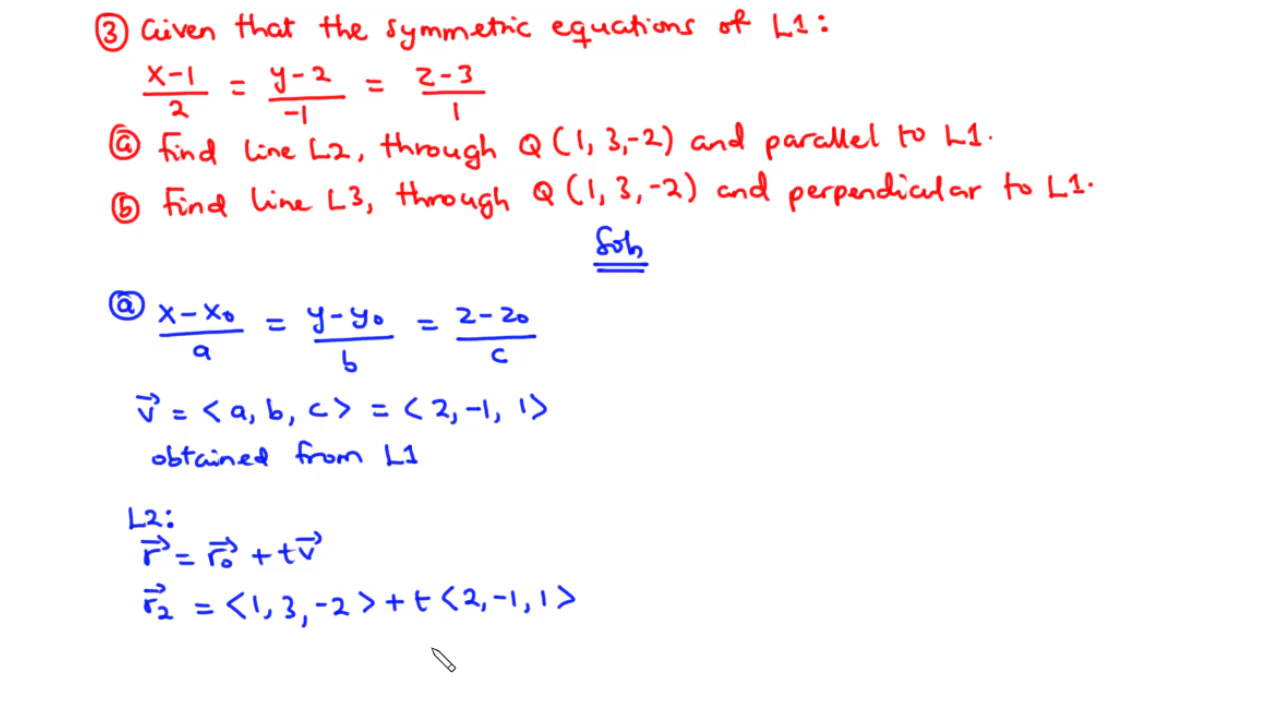 ③ Given that the symmetric equations of L1:
x-1/2 = y-2/-1 = z-3/1
ⓐ Find line L2, through Q(1, 3, -2) and parallel to L1.
ⓑ Find line L3, through Q(1, 3, -2) and perpendicular to L1.
Soln
ⓐ x-x₀/a = y-y₀/b = z-z₀/c
v⃗ = <a, b, c> = <2, -1, 1>
obtained from L1
L2:
r⃗ = r₀⃗ + tv⃗
r⃗₂ = <1, 3, -2> + t<2, -1, 1>